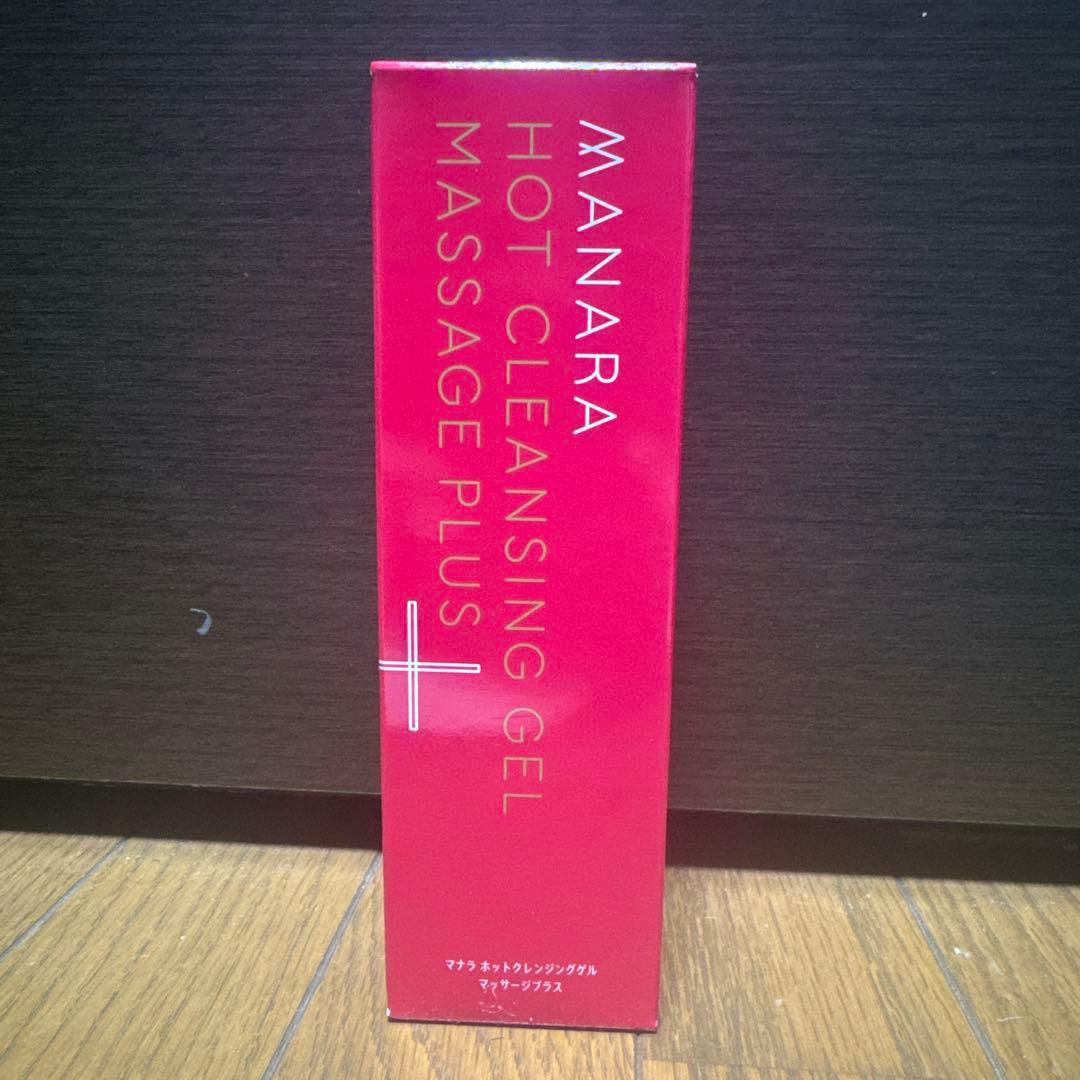 MANARA
HOT CLEANSING GEL
MASSAGE PLUS
マナラ ホットクレンジングゲル
マッサージプラス